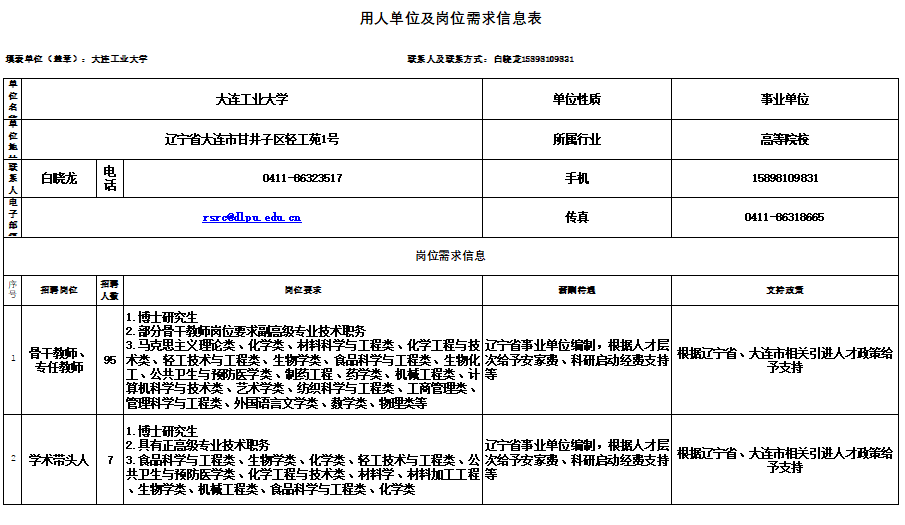 用人单位及岗位需求信息表
填表单位（盖章）：大连工业大学 联系人及联系方式：白晓龙15898109831
单位名称 大连工业大学 单位性质 事业单位
单位地址 辽宁省大连市甘井子区轻工苑1号 所属行业 高等院校
联系人 白晓龙 电话 0411-86323517 手机 15898109831
电子邮箱 rsrc@dlpu.edu.cn 传真 0411-86318665
岗位需求信息
序号 招聘岗位 招聘人数 岗位要求 薪酬待遇 支持政策
1 骨干教师、专任教师 95
1.博士研究生
2.部分骨干教师岗位要求副高级专业技术职务
3.马克思主义理论类、化学类、材料科学与工程类、化学工程与技
术类、轻工技术与工程类、生物学类、食品科学与工程类、生物化
工、公共卫生与预防医学类、制药工程、药学类、机械工程类、计
算机科学与技术类、艺术学类、纺织科学与工程类、工商管理类、
管理科学与工程类、外国语言文学类、数学类、物理类等
辽宁省事业单位编制，根据人才层
次给予安家费、科研启动经费支持
等
根据辽宁省、大连市相关引进人才政策给
予支持
2 学术带头人 7
1.博士研究生
2.具有正高级专业技术职务
3.食品科学与工程类、生物学类、化学类、轻工技术与工程类、公
共卫生与预防医学类、化学工程与技术类、材料学、材料加工工程
、生物学类、机械工程类、食品科学与工程类、化学类
辽宁省事业单位编制，根据人才层
次给予安家费、科研启动经费支持
等
根据辽宁省、大连市相关引进人才政策给
予支持